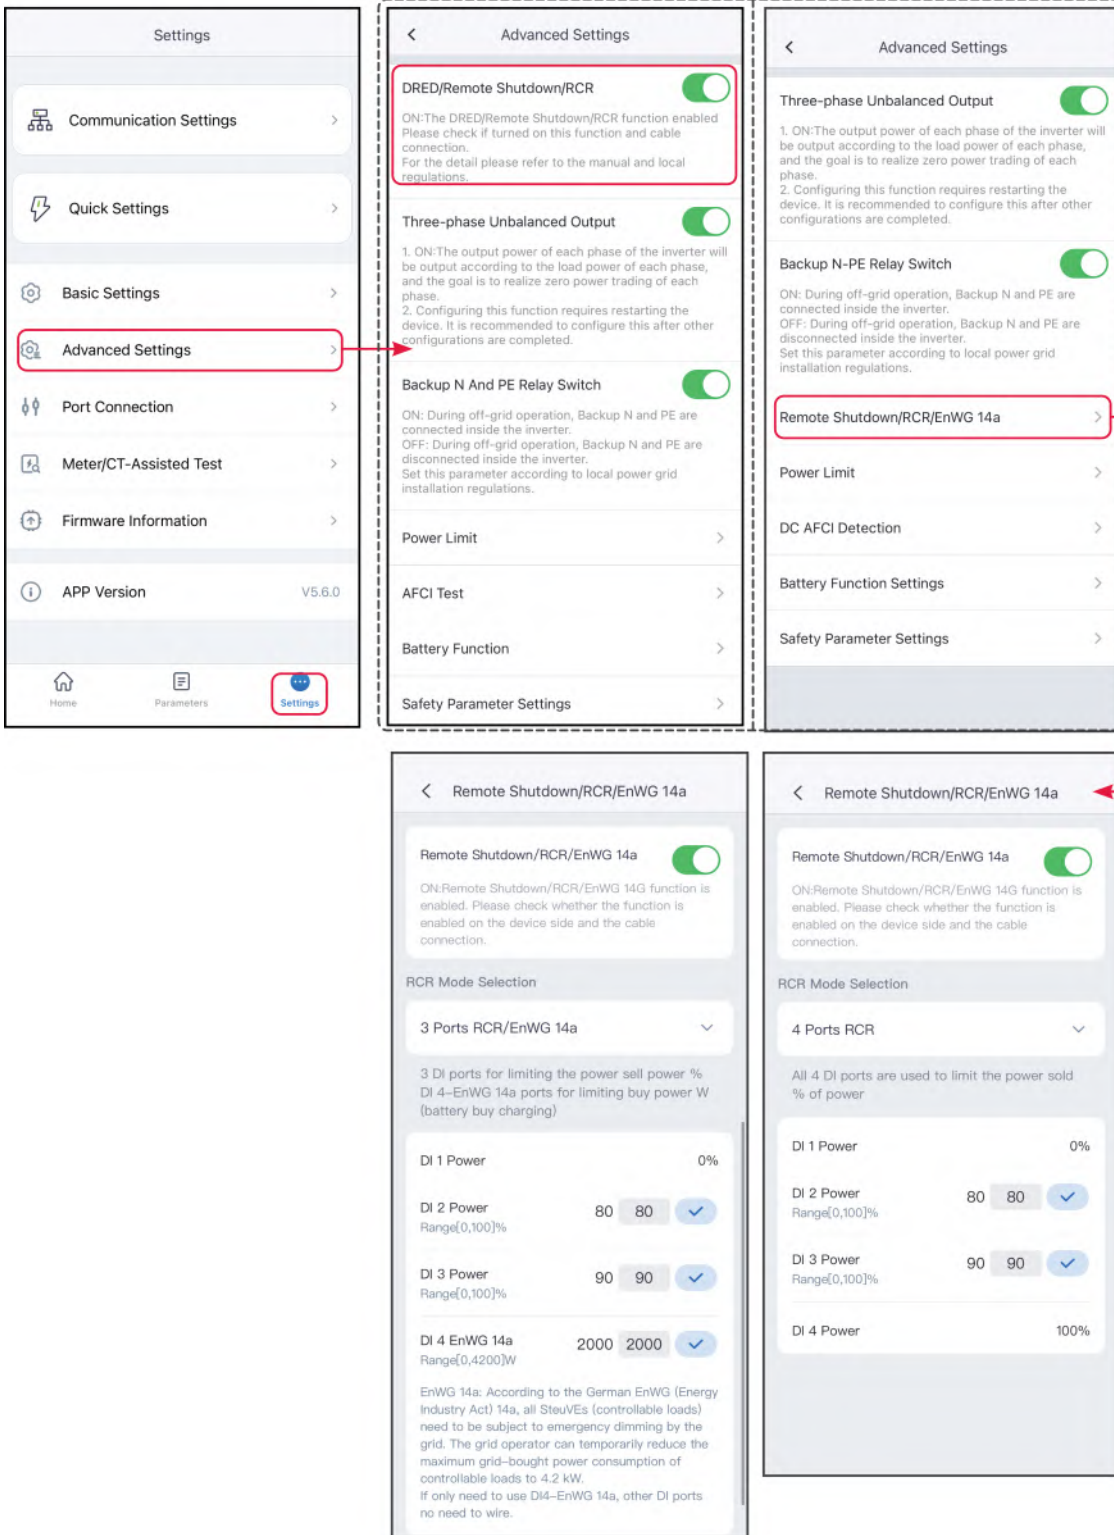 Settings
Communication Settings
Quick Settings
Basic Settings
Advanced Settings
Port Connection
Meter/CT-Assisted Test
Firmware Information
APP Version V5.6.0
Home Parameters Settings
Advanced Settings
DRED/Remote Shutdown/RCR
ON:The DRED/Remote Shutdown/RCR function enabled
Please check if turned on this function and cable
connection.
For the detail please refer to the manual and local
regulations.
Three-phase Unbalanced Output
1. ON:The output power of each phase of the inverter will
be output according to the load power of each phase,
and the goal is to realize zero power trading of each
phase.
2. Configuring this function requires restarting the
device. It is recommended to configure this after other
configurations are completed.
Backup N And PE Relay Switch
ON: During off-grid operation, Backup N and PE are
connected inside the inverter.
OFF: During off-grid operation, Backup N and PE are
disconnected inside the inverter.
Set this parameter according to local power grid
installation regulations.
Power Limit
AFCI Test
Battery Function
Safety Parameter Settings
Advanced Settings
Three-phase Unbalanced Output
1. ON:The output power of each phase of the inverter will
be output according to the load power of each phase,
and the goal is to realize zero power trading of each
phase.
2. Configuring this function requires restarting the
device. It is recommended to configure this after other
configurations are completed.
Backup N-PE Relay Switch
ON: During off-grid operation, Backup N and PE are
connected inside the inverter.
OFF: During off-grid operation, Backup N and PE are
disconnected inside the inverter.
Set this parameter according to local power grid
installation regulations.
Remote Shutdown/RCR/EnWG 14a
Power Limit
DC AFCI Detection
Battery Function Settings
Safety Parameter Settings
Remote Shutdown/RCR/EnWG 14a
Remote Shutdown/RCR/EnWG 14a
ON:Remote Shutdown/RCR/EnWG 14G function is
enabled. Please check whether the function is
enabled on the device side and the cable
connection.
RCR Mode Selection
3 Ports RCR/EnWG 14a
3 DI ports for limiting the power sell power %
DI 4-EnWG 14a ports for limiting buy power W
(battery buy charging)
DI 1 Power 0%
DI 2 Power 80 80
Range[0,100]%
DI 3 Power 90 90
Range[0,100]%
DI 4 EnWG 14a 2000 2000
Range[0,4200]W
EnWG 14a: According to the German EnWG (Energy
Industry Act) 14a, all SteuVEs (controllable loads)
need to be subject to emergency dimming by the
grid. The grid operator can temporarily reduce the
maximum grid-bought power consumption of
controllable loads to 4.2 kW.
If only need to use DI4-EnWG 14a, other DI ports
no need to wire.
Remote Shutdown/RCR/EnWG 14a
Remote Shutdown/RCR/EnWG 14a
ON:Remote Shutdown/RCR/EnWG 14G function is
enabled. Please check whether the function is
enabled on the device side and the cable
connection.
RCR Mode Selection
4 Ports RCR
All 4 DI ports are used to limit the power sold
% of power
DI 1 Power 0%
DI 2 Power 80 80
Range[0,100]%
DI 3 Power 90 90
Range[0,100]%
DI 4 Power 100%